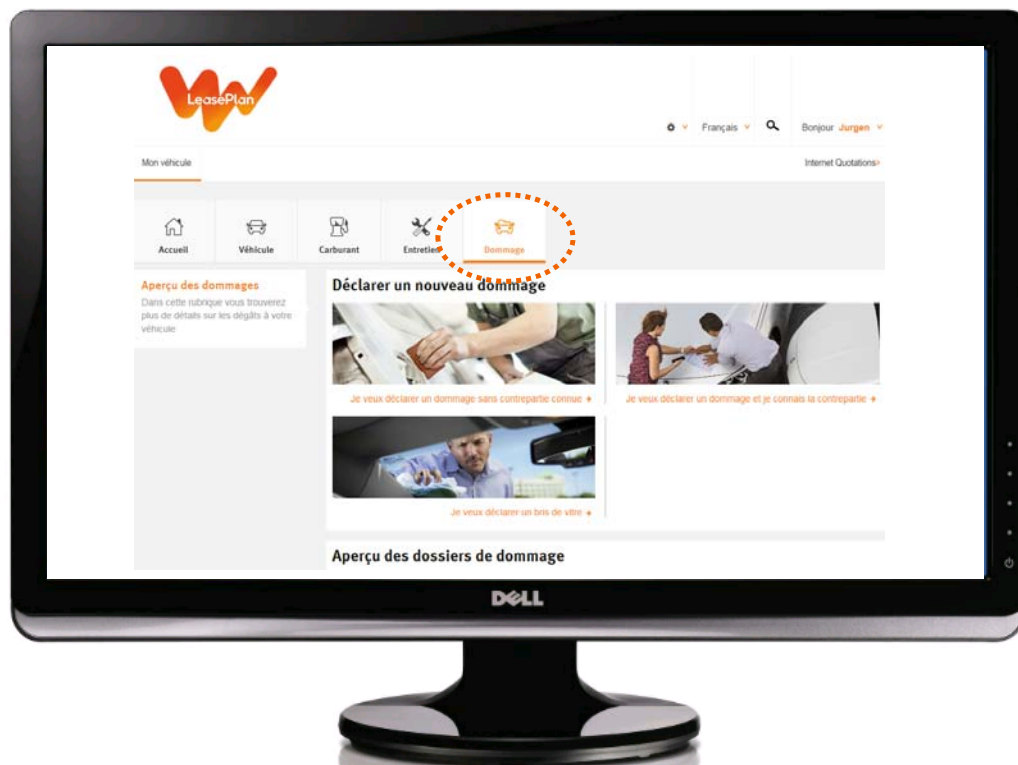 LeasePlan
Français
Bonjour Jurgen
Mon véhicule
Internet Quotations>
Accueil
Véhicule
Carburant
Entretien
Dommage
Aperçu des dommages
Dans cette rubrique vous trouverez
plus de détails sur les dégâts à votre
véhicule
Déclarer un nouveau dommage
Je veux déclarer un dommage sans contrepartie connue
Je veux déclarer un dommage et je connais la contrepartie
Je veux déclarer un bris de vitre
Aperçu des dossiers de dommage
DELL